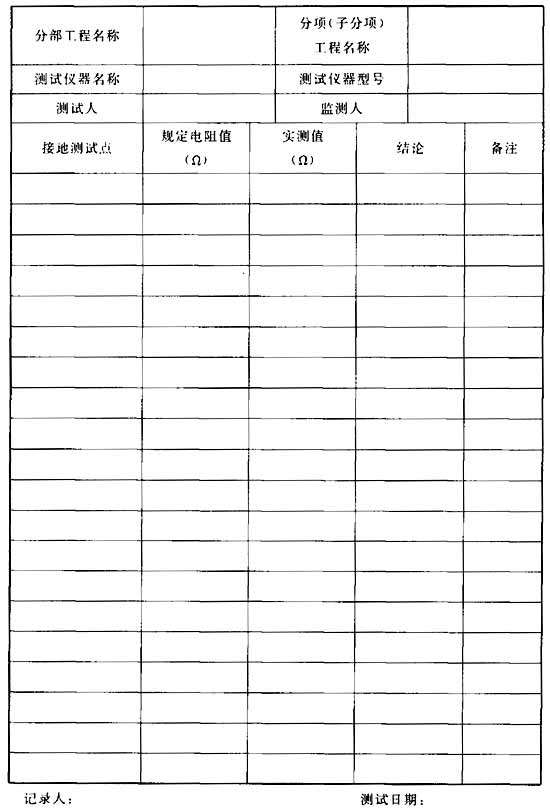 分部工程名称
分项(子分项)
工程名称
测试仪器名称
测试仪器型号
测试人
监测人
接地测试点
规定电阻值
(Ω)
实测值
(Ω)
结论
备注
记录人:
测试日期: